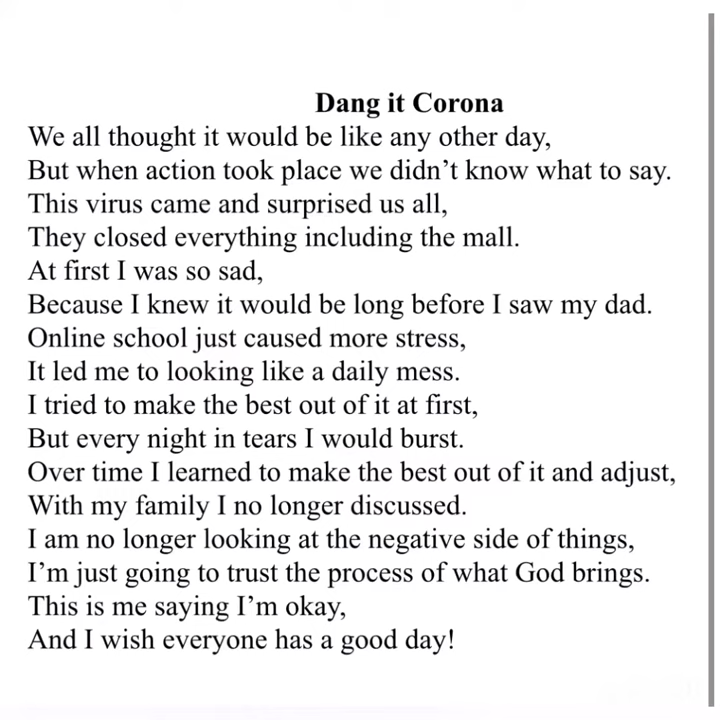 Dang it Corona
We all thought it would be like any other day,
But when action took place we didn’t know what to say.
This virus came and surprised us all,
They closed everything including the mall.
At first I was so sad,
Because I knew it would be long before I saw my dad.
Online school just caused more stress,
It led me to looking like a daily mess.
I tried to make the best out of it at first,
But every night in tears I would burst.
Over time I learned to make the best out of it and adjust,
With my family I no longer discussed.
I am no longer looking at the negative side of things,
I’m just going to trust the process of what God brings.
This is me saying I’m okay,
And I wish everyone has a good day!